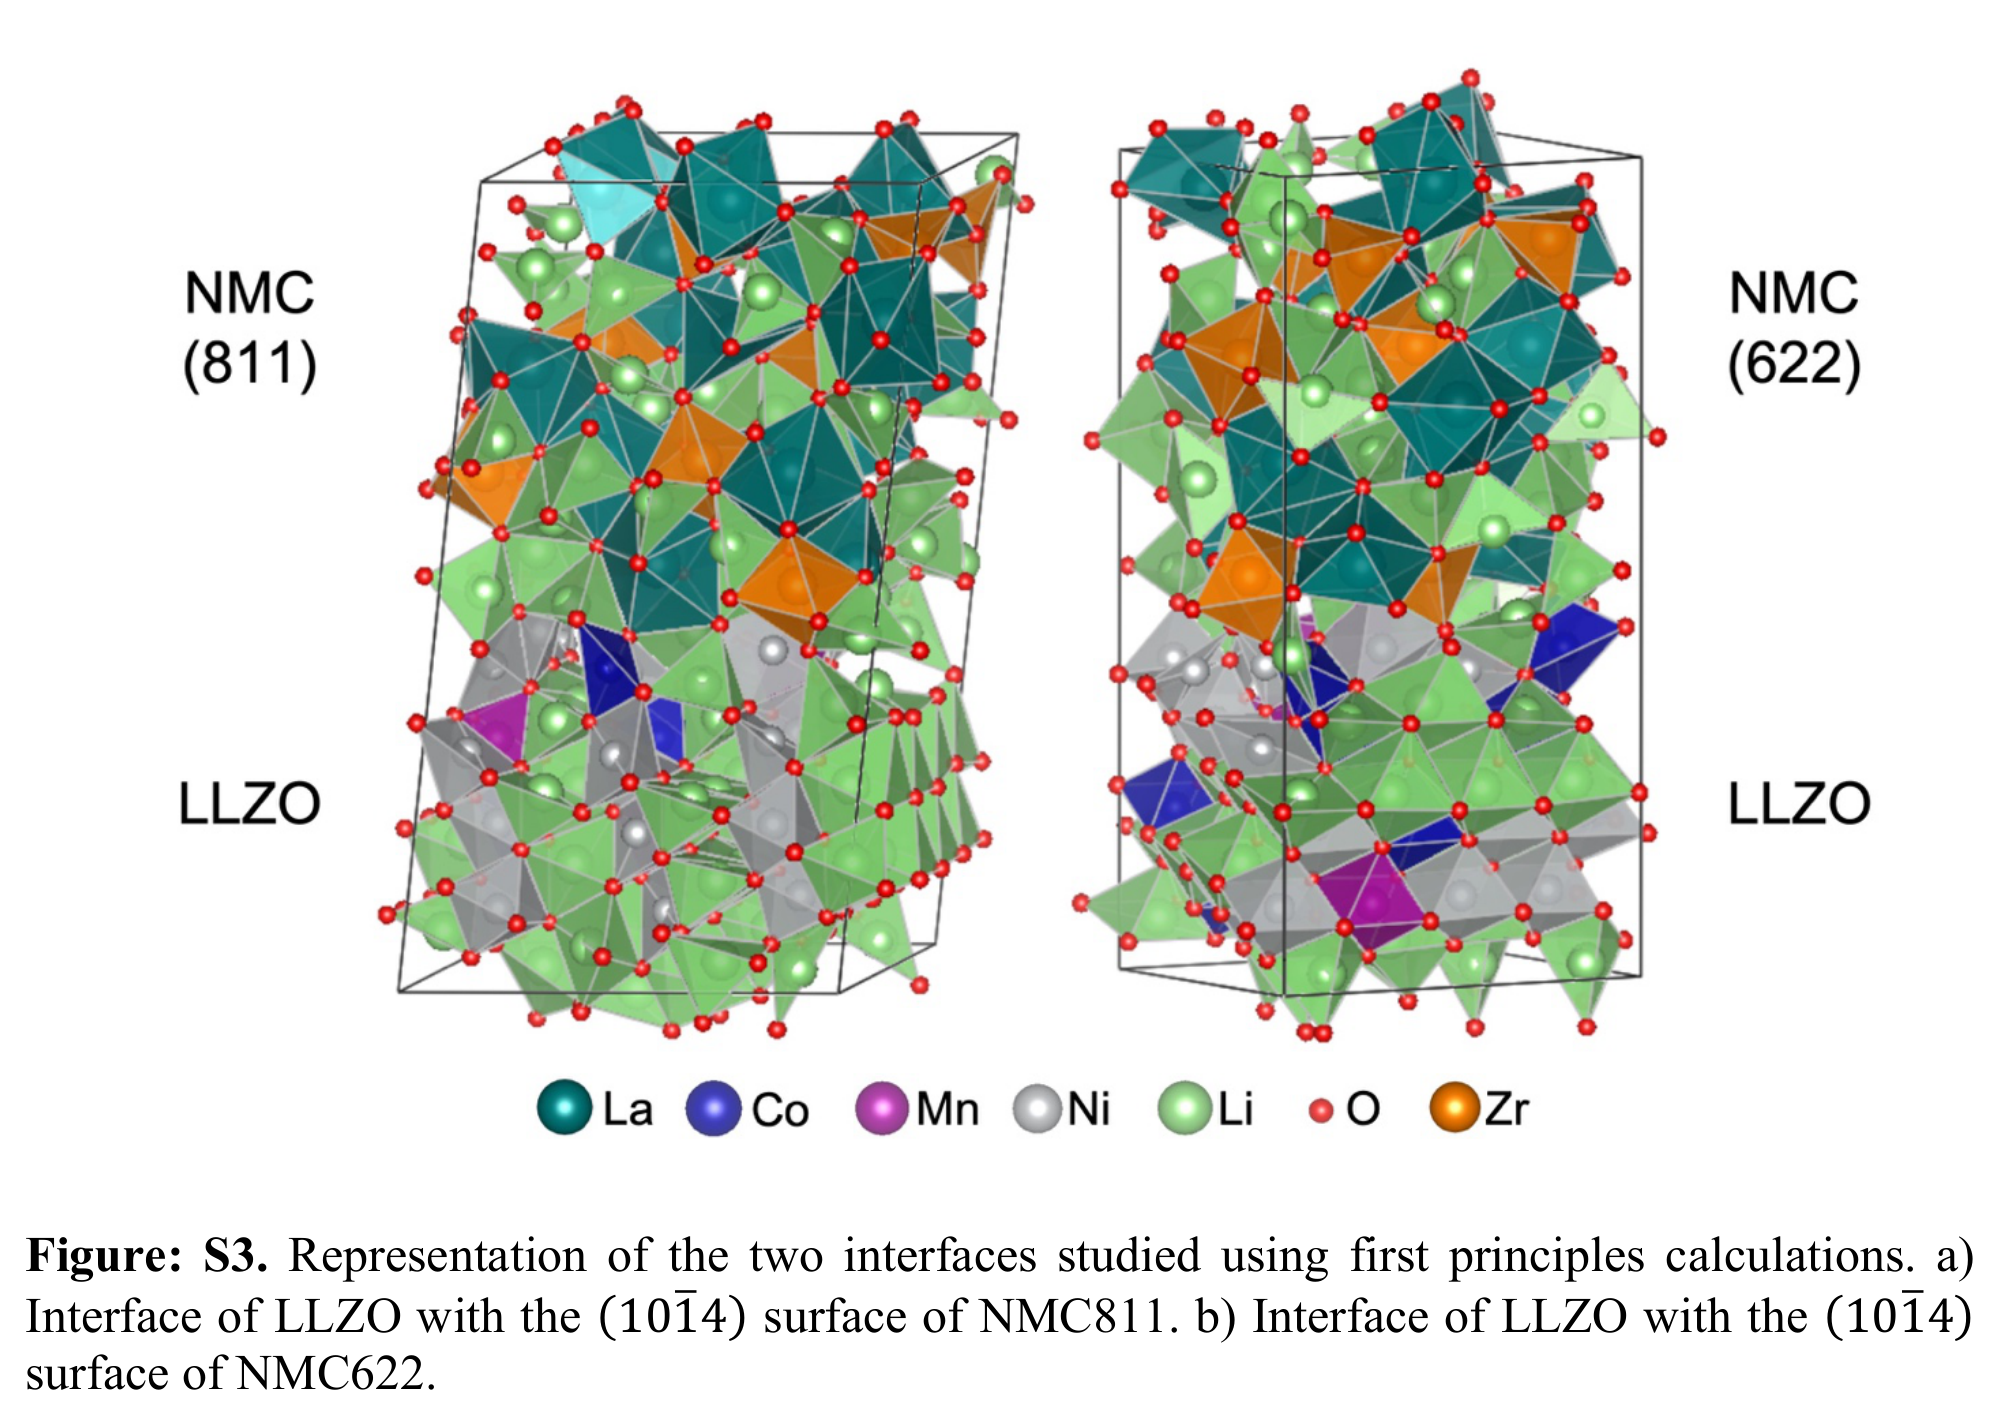 NMC
(811)
NMC
(622)
LLZO
LLZO
La Co Mn Ni Li O Zr
Figure: S3. Representation of the two interfaces studied using first principles calculations. a)
Interface of LLZO with the (101̅4) surface of NMC811. b) Interface of LLZO with the (101̅4)
surface of NMC622.